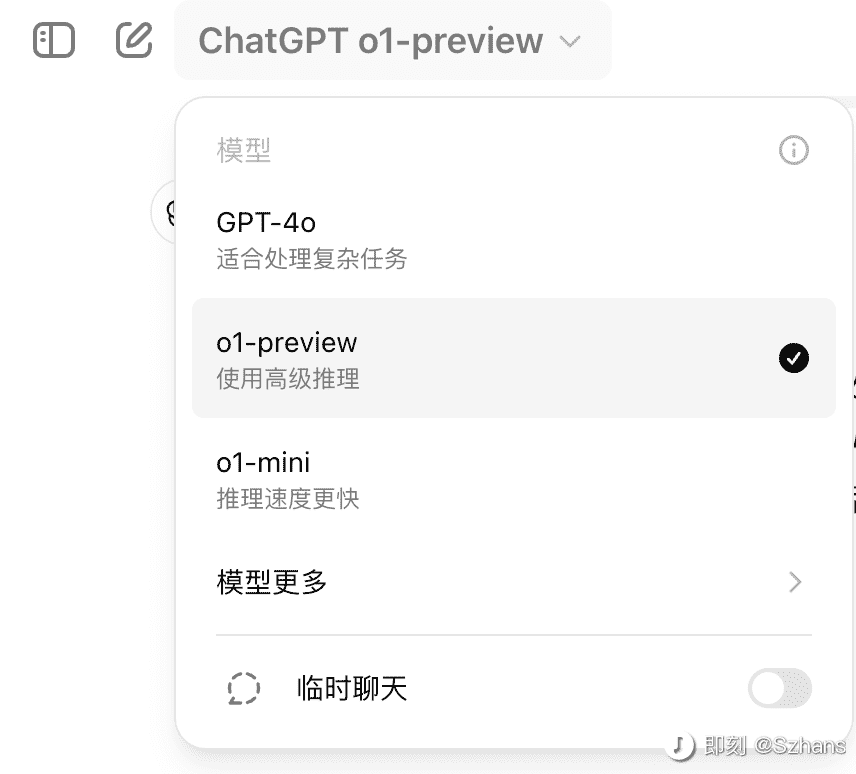 ChatGPT o1-preview
模型
GPT-4o
适合处理复杂任务
o1-preview
使用高级推理
o1-mini
推理速度更快
模型更多
临时聊天
即刻 @Szhans